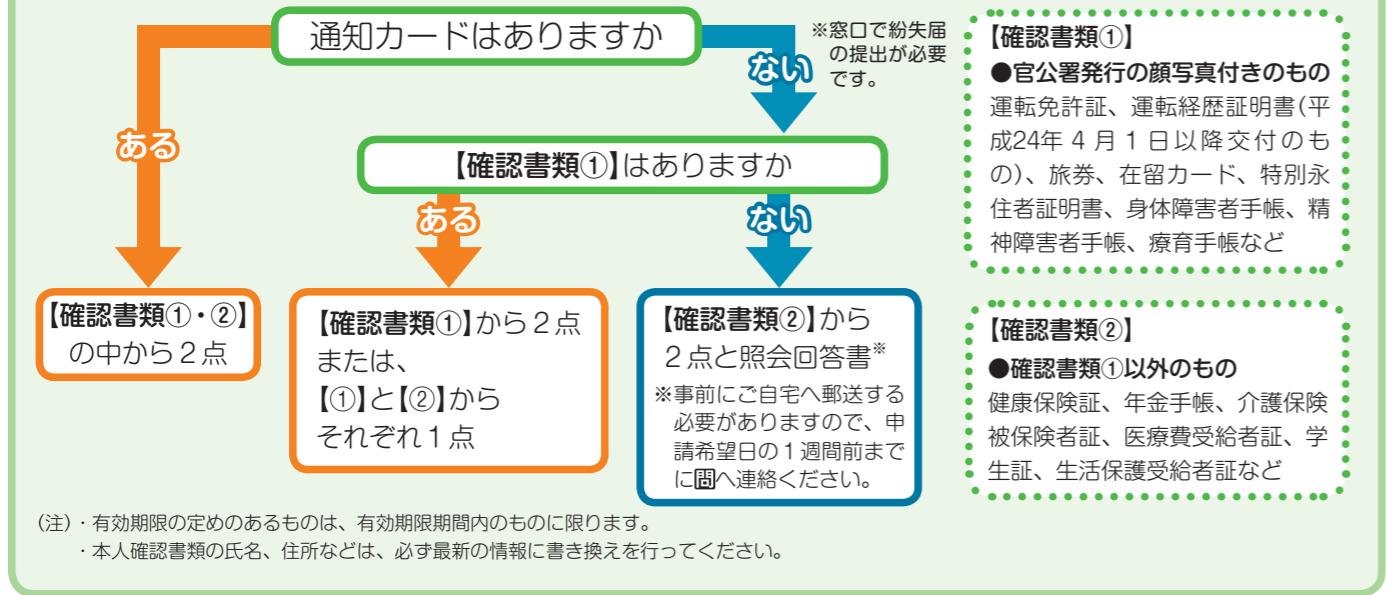 通知カードはありますか
ない
※窓口で紛失届
の提出が必要
です。
ある
【確認書類①】はありますか
ある
ない
【確認書類①・②】
の中から２点
【確認書類①】から２点
または、
【①】と【②】から
それぞれ１点
【確認書類②】から
２点と照会回答書※
※事前にご自宅へ郵送する
必要がありますので、申
請希望日の１週間前まで
に問へ連絡ください。
【確認書類①】
●官公署発行の顔写真付きのもの
運転免許証、運転経歴証明書(平
成24年４月１日以降交付のも
の)、旅券、在留カード、特別永
住者証明書、身体障害者手帳、精
神障害者手帳、療育手帳など
【確認書類②】
●確認書類①以外のもの
健康保険証、年金手帳、介護保険
被保険者証、医療費受給者証、学
生証、生活保護受給者証など
(注)・有効期限の定めのあるものは、有効期限期間内のものに限ります。
・本人確認書類の氏名、住所などは、必ず最新の情報に書き換えを行ってください。